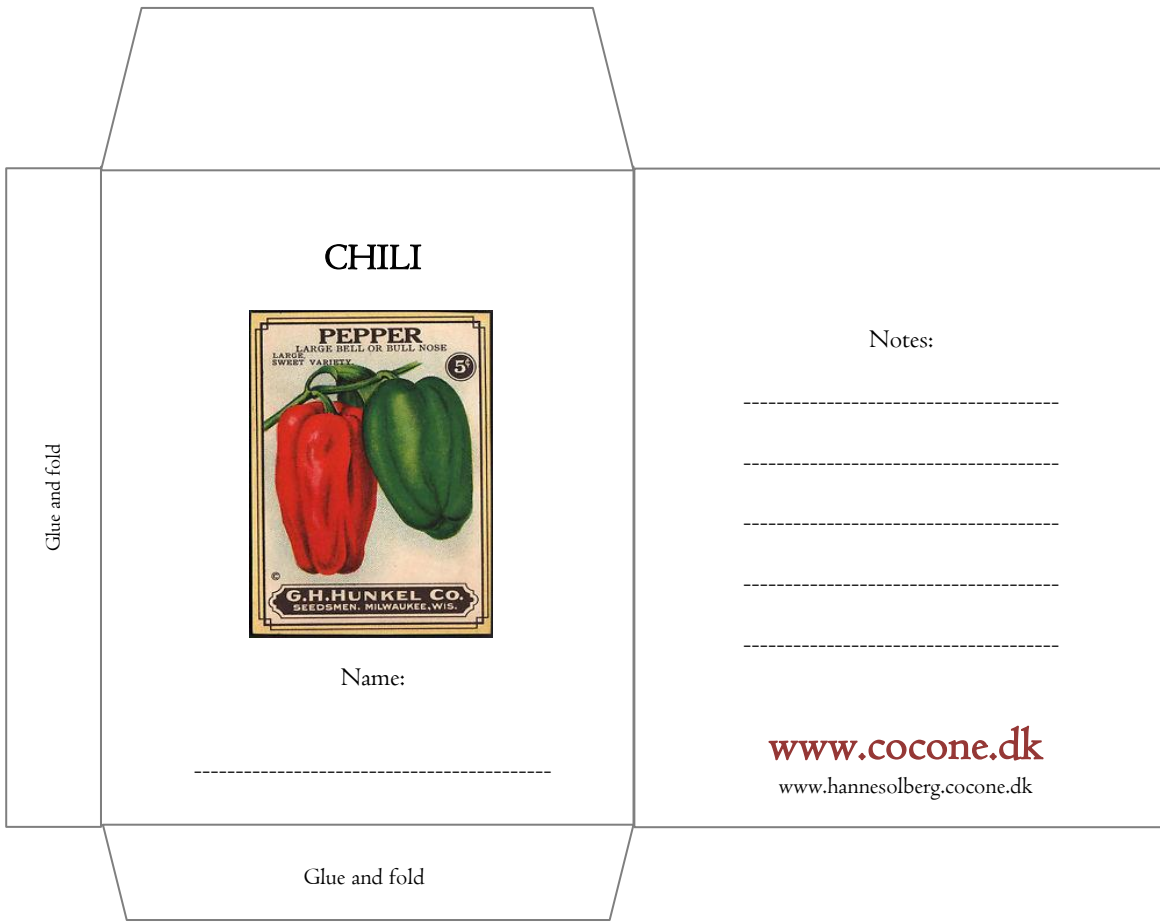 CHILI
PEPPER
LARGE BELL OR BULL NOSE
LARGE,
SWEET VARIETY.
5¢
©
G.H.HUNKEL CO.
SEEDSMEN. MILWAUKEE,WIS.
Name:
Glue and fold
Glue and fold
Notes:
www.cocone.dk
www.hannesolberg.cocone.dk